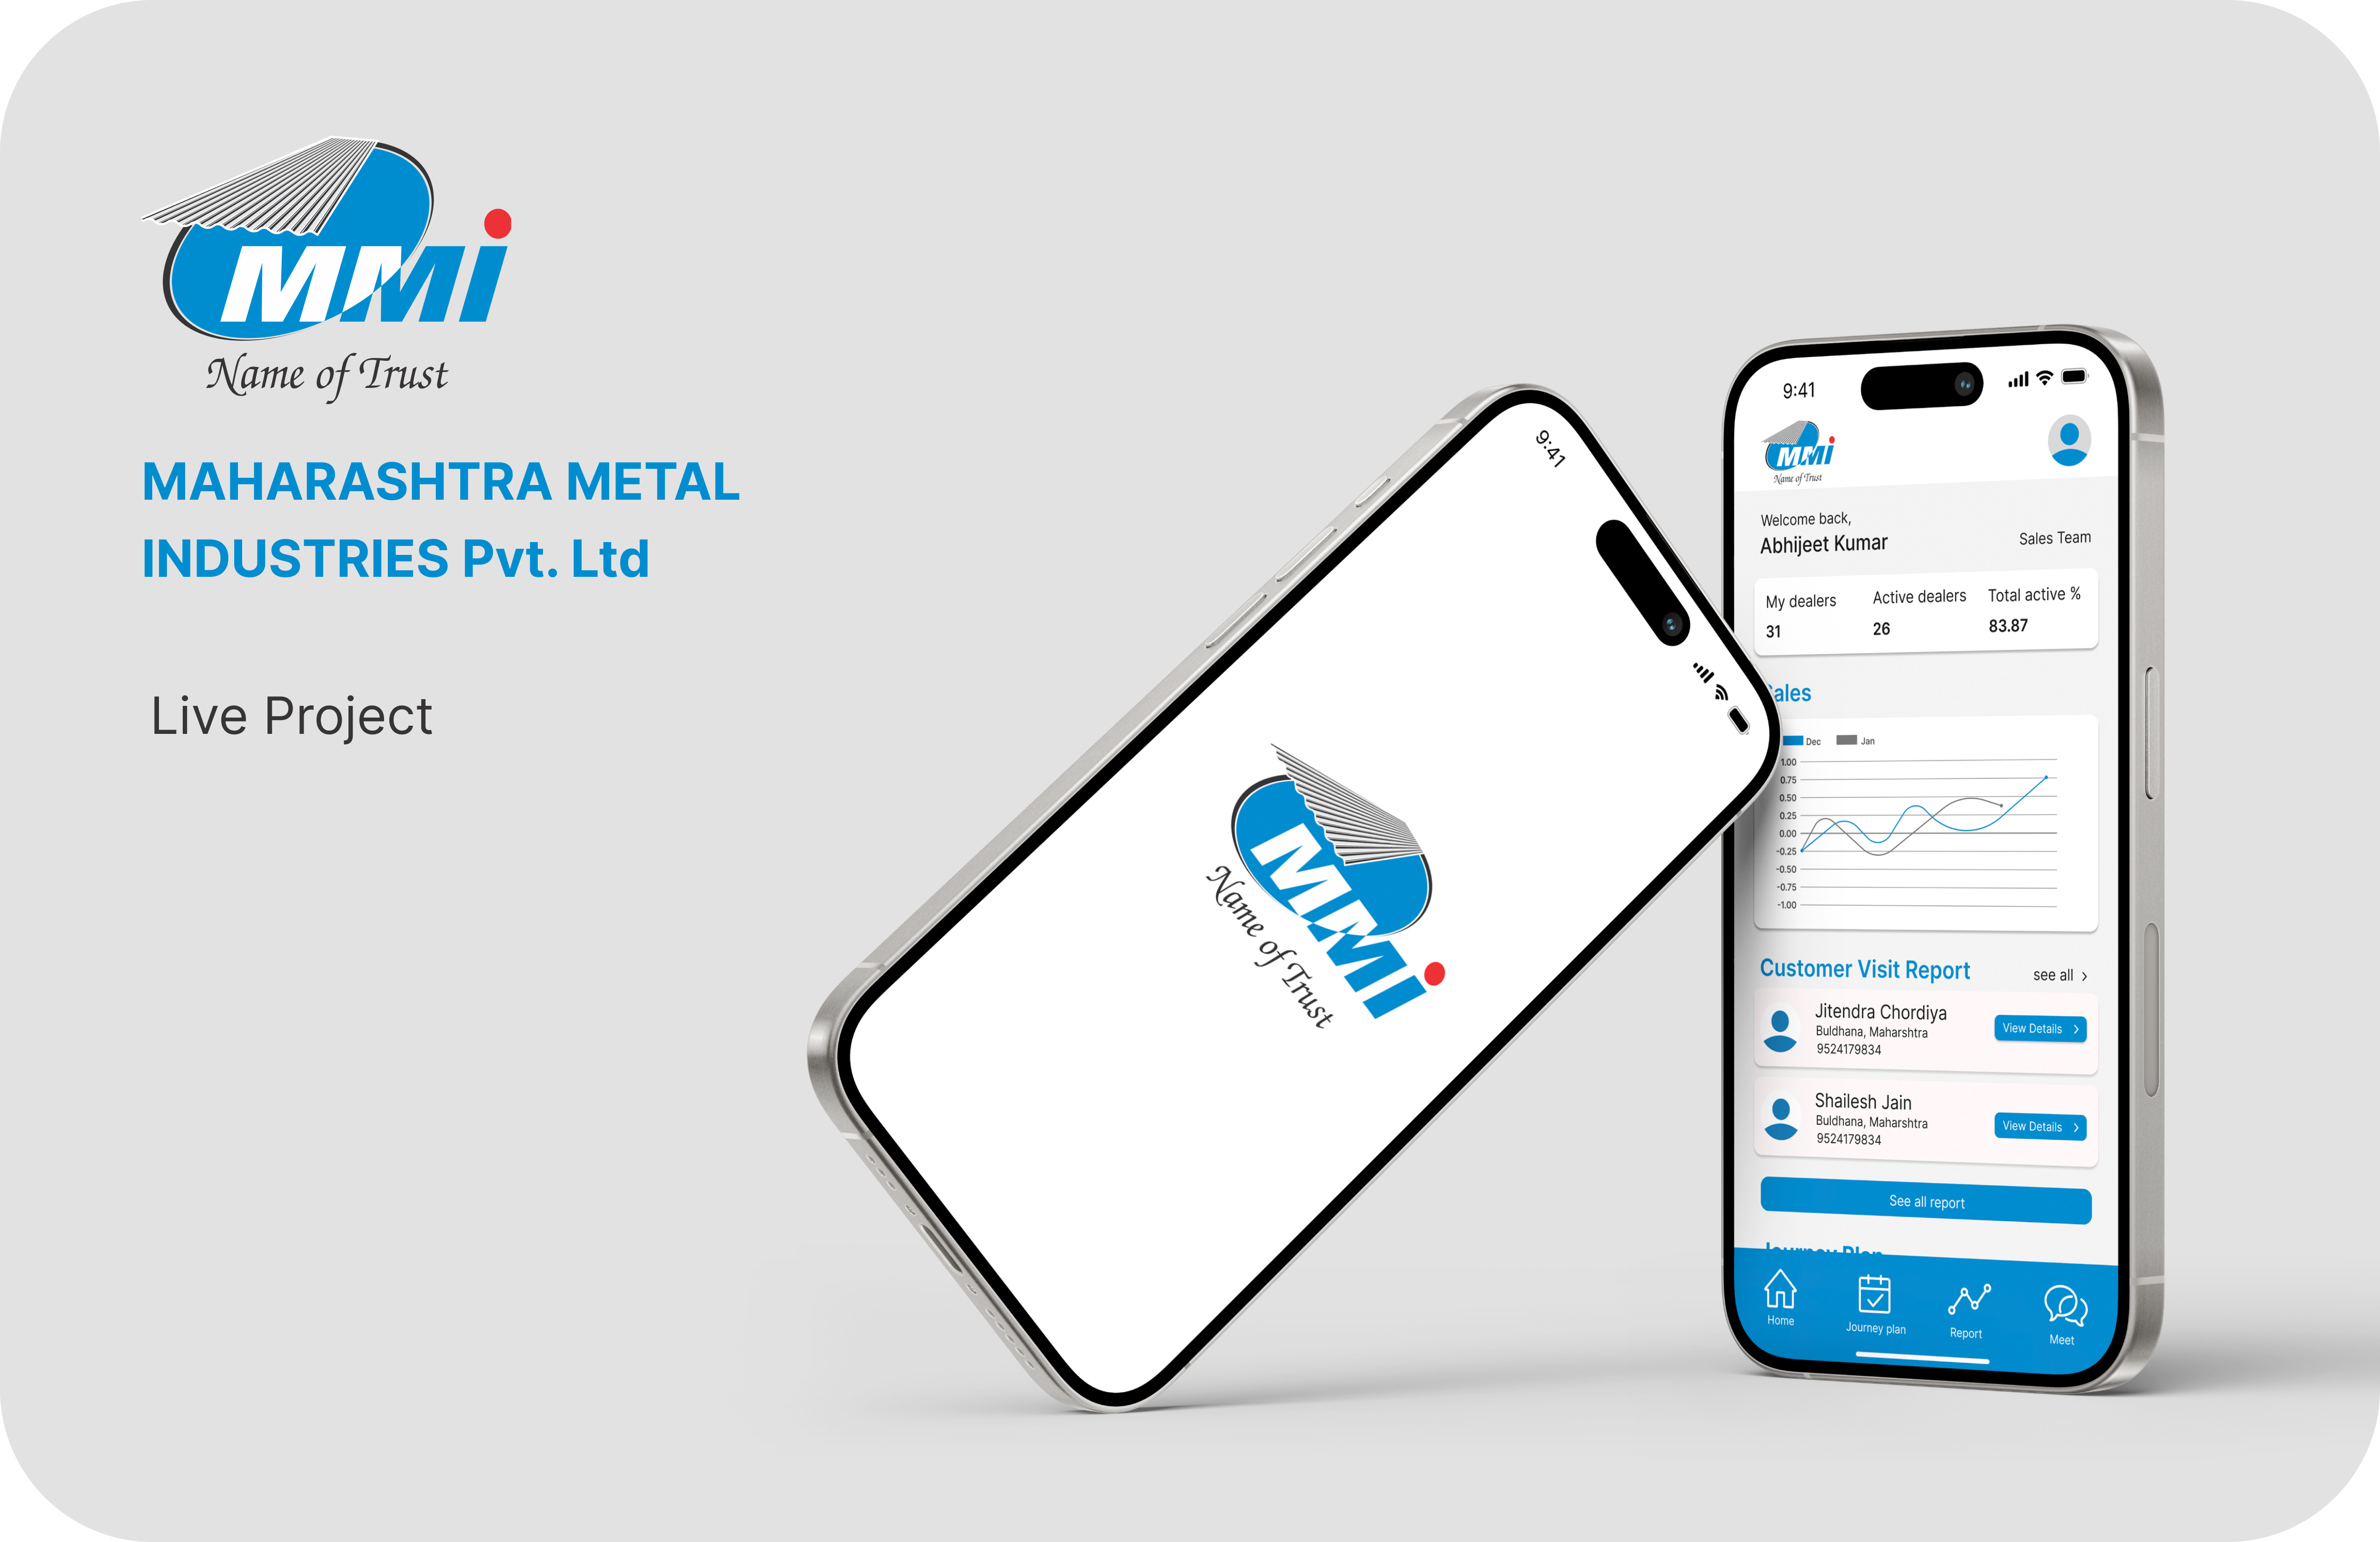 MMi
Name of Trust
MAHARASHTRA METAL
INDUSTRIES Pvt. Ltd
Live Project
9:41
MMi
Name of Trust
9:41
MMi
Name of Trust
Welcome back,
Abhijeet Kumar
Sales Team
My dealers
Active dealers
Total active %
31
26
83.87
ales
Dec
Jan
1.00
0.75
0.50
0.25
0.00
-0.25
-0.50
-0.75
-1.00
Customer Visit Report
see all >
Jitendra Chordiya
Buldhana, Maharshtra
9524179834
View Details >
Shailesh Jain
Buldhana, Maharshtra
9524179834
View Details >
See all report
Journey Plan
Home
Journey plan
Report
Meet